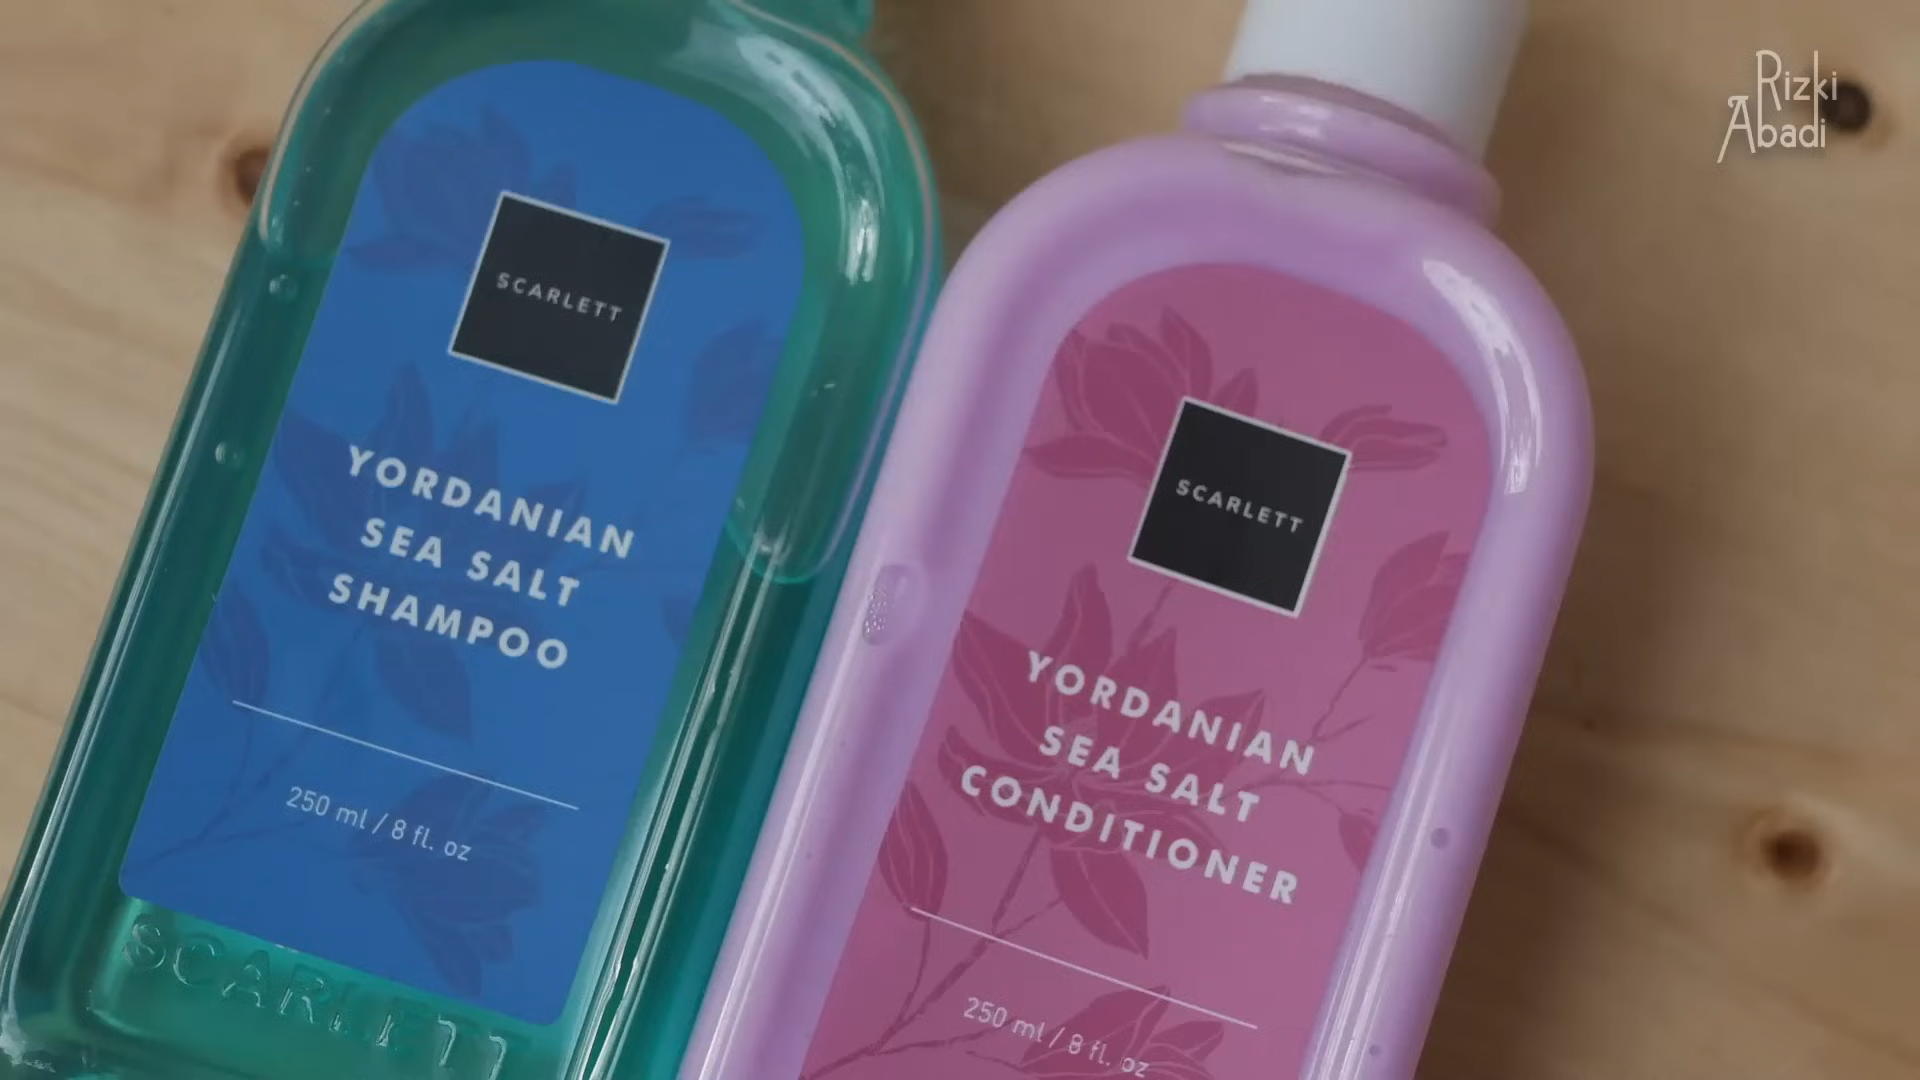 Rizki
Abadi
SCARLETT
YORDANIAN
SEA SALT
SHAMPOO
250 ml / 8 fl. oz
SCARLETT
SCARLETT
YORDANIAN
SEA SALT
CONDITIONER
250 ml / 8 fl. oz